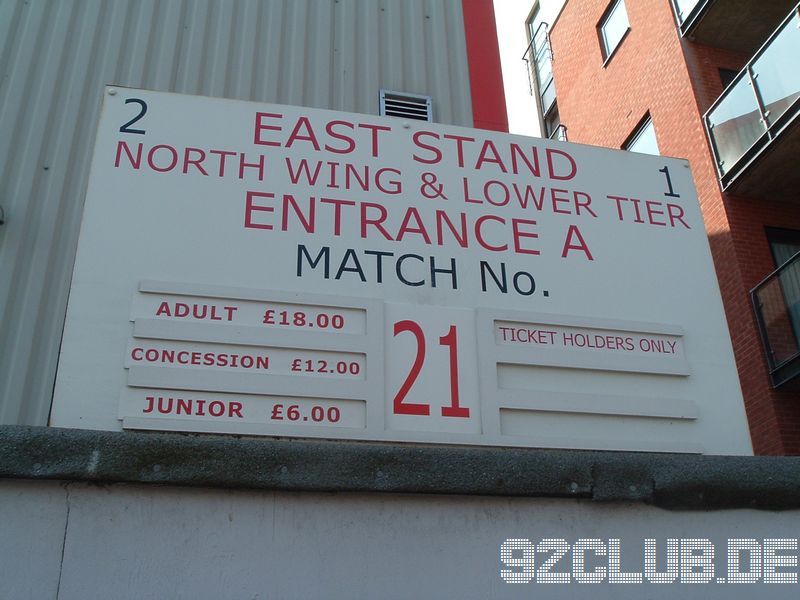 2
1
EAST STAND
NORTH WING & LOWER TIER
ENTRANCE A
MATCH No.
ADULT £18.00
CONCESSION £12.00
JUNIOR £6.00
21
TICKET HOLDERS ONLY
92CLUB.DE